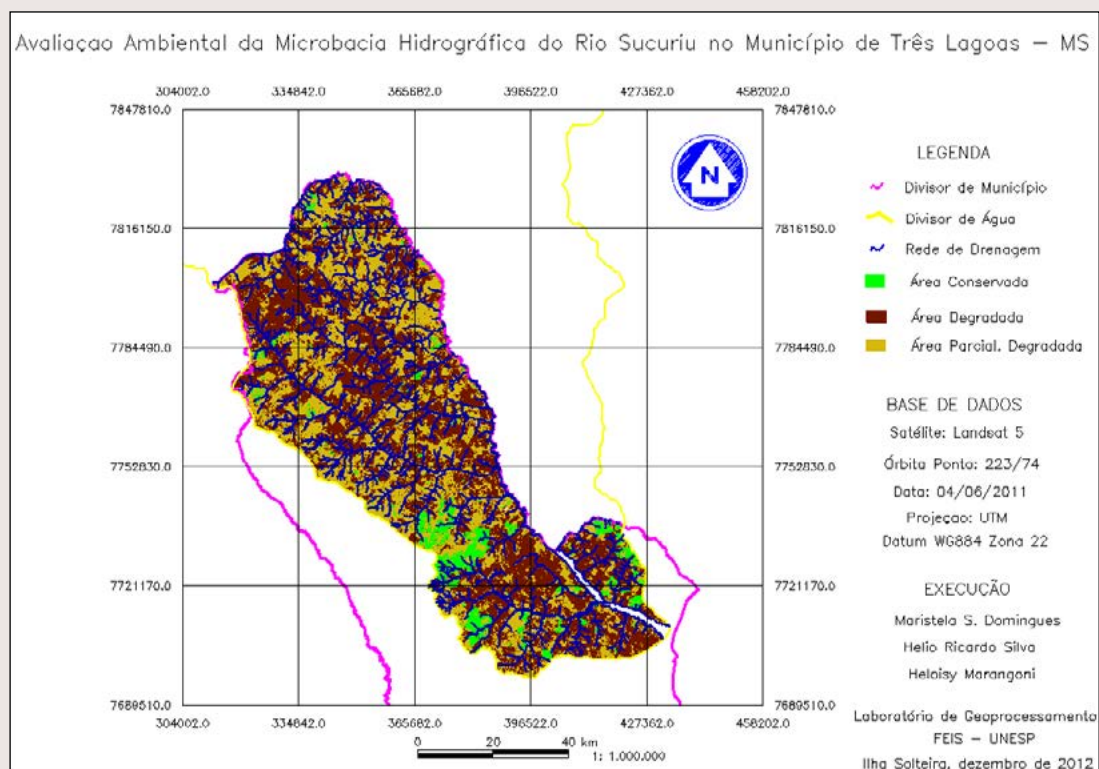 Avaliaçao Ambiental da Microbacia Hidrográfica do Rio Sucuriu no Município de Três Lagoas – MS
304002.0 334842.0 365682.0 396522.0 427362.0 458202.0
7847810.0 7847810.0
7816150.0 7816150.0
7784490.0 7784490.0
7752830.0 7752830.0
7721170.0 7721170.0
7689510.0 7689510.0
304002.0 334842.0 365682.0 396522.0 427362.0 458202.0
N
0 20 40 km
1: 1.000.000
LEGENDA
Divisor de Município
Divisor de Água
Rede de Drenagem
Área Conservada
Área Degradada
Área Parcial. Degradada
BASE DE DADOS
Satélite: Landsat 5
Órbita Ponto: 223/74
Data: 04/06/2011
Projeçao: UTM
Datum WG884 Zona 22
EXECUÇÃO
Maristela S. Domingues
Helio Ricardo Silva
Heloisy Marangoni
Laboratório de Geoprocessamento
FEIS – UNESP
Ilha Solteira, dezembro de 2012